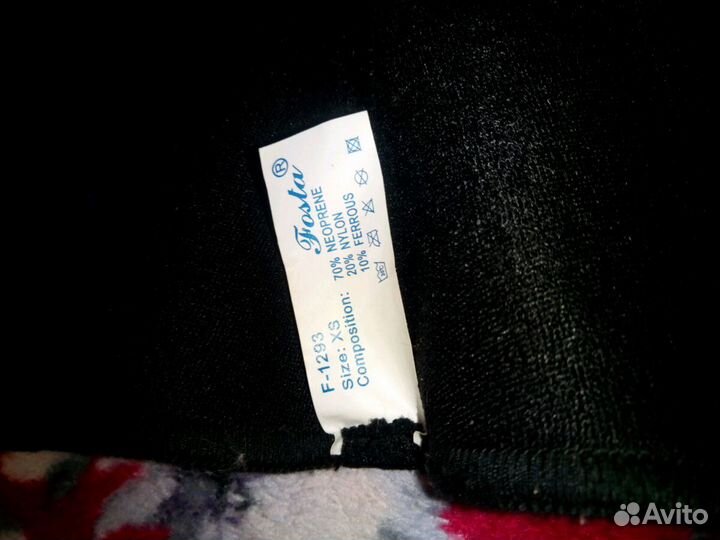 Fosta ®
F-1293
Size: XS
Composition: 70% NEOPRENE
20% NYLON
10% FERROUS
Avito